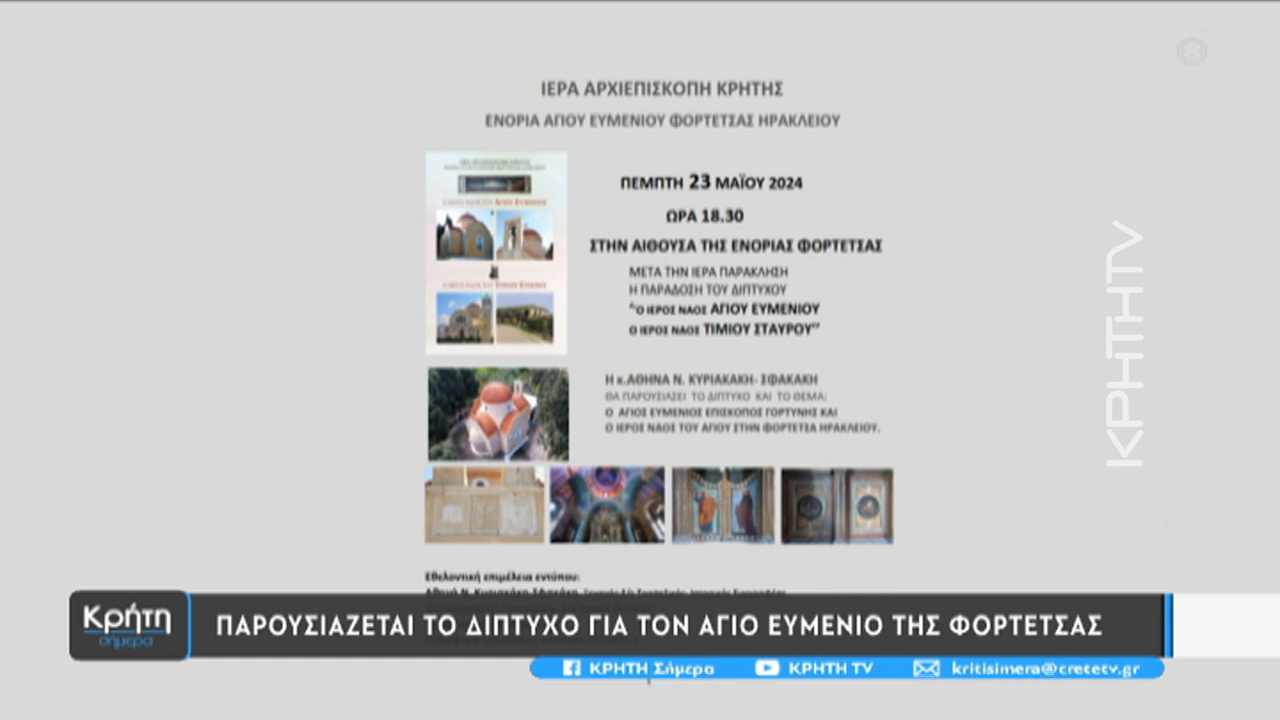 8
ΙΕΡΑ ΑΡΧΙΕΠΙΣΚΟΠΗ ΚΡΗΤΗΣ
ΕΝΟΡΙΑ ΑΓΙΟΥ ΕΥΜΕΝΙΟΥ ΦΟΡΤΕΤΣΑΣ ΗΡΑΚΛΕΙΟΥ
ΠΕΜΠΤΗ 23 ΜΑΪΟΥ 2024
ΩΡΑ 18.30
ΣΤΗΝ ΑΙΘΟΥΣΑ ΤΗΣ ΕΝΟΡΙΑΣ ΦΟΡΤΕΤΣΑΣ
ΜΕΤΑ ΤΗΝ ΙΕΡΑ ΠΑΡΑΚΛΗΣΗ
Η ΠΑΡΑΔΟΣΗ ΤΟΥ ΔΙΠΤΥΧΟΥ
“Ο ΙΕΡΟΣ ΝΑΟΣ ΑΓΙΟΥ ΕΥΜΕΝΙΟΥ
Ο ΙΕΡΟΣ ΝΑΟΣ ΤΙΜΙΟΥ ΣΤΑΥΡΟΥ”
Η κ.ΑΘΗΝΑ Ν. ΚΥΡΙΑΚΑΚΗ- ΣΦΑΚΑΚΗ
ΘΑ ΠΑΡΟΥΣΙΑΣΕΙ ΤΟ ΔΙΠΤΥΧΟ ΚΑΙ ΤΟ ΘΕΜΑ:
Ο ΑΓΙΟΣ ΕΥΜΕΝΙΟΣ ΕΠΙΣΚΟΠΟΣ ΓΟΡΤΥΝΗΣ ΚΑΙ
Ο ΙΕΡΟΣ ΝΑΟΣ ΤΟΥ ΑΓΙΟΥ ΣΤΗΝ ΦΟΡΤΕΤΣΑ ΗΡΑΚΛΕΙΟΥ.
ΚΡΗΤΗTV
Εθελοντική επιμέλεια εντύπου:
Κρήτη
σήμερα
ΠΑΡΟΥΣΙΑΖΕΤΑΙ ΤΟ ΔΙΠΤΥΧΟ ΓΙΑ ΤΟΝ ΑΓΙΟ ΕΥΜΕΝΙΟ ΤΗΣ ΦΟΡΤΕΤΣΑΣ
ΚΡΗΤΗ Σήμερα ΚΡΗΤΗ TV kritisimera@cretetv.gr